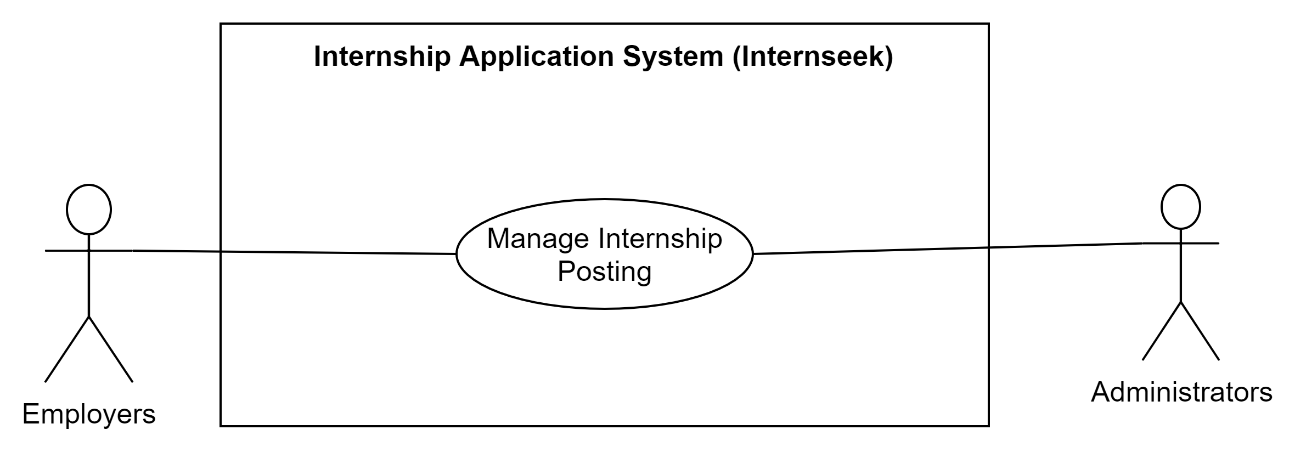 Internship Application System (Internseek)
Manage Internship
Posting
Employers
Administrators